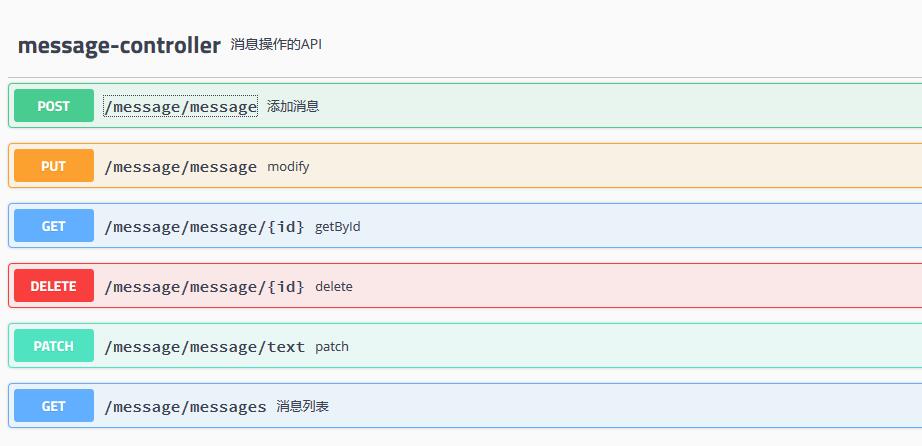 message-controller 消息操作的API
POST /message/message 添加消息
PUT /message/message modify
GET /message/message/{id} getById
DELETE /message/message/{id} delete
PATCH /message/message/text patch
GET /message/messages 消息列表